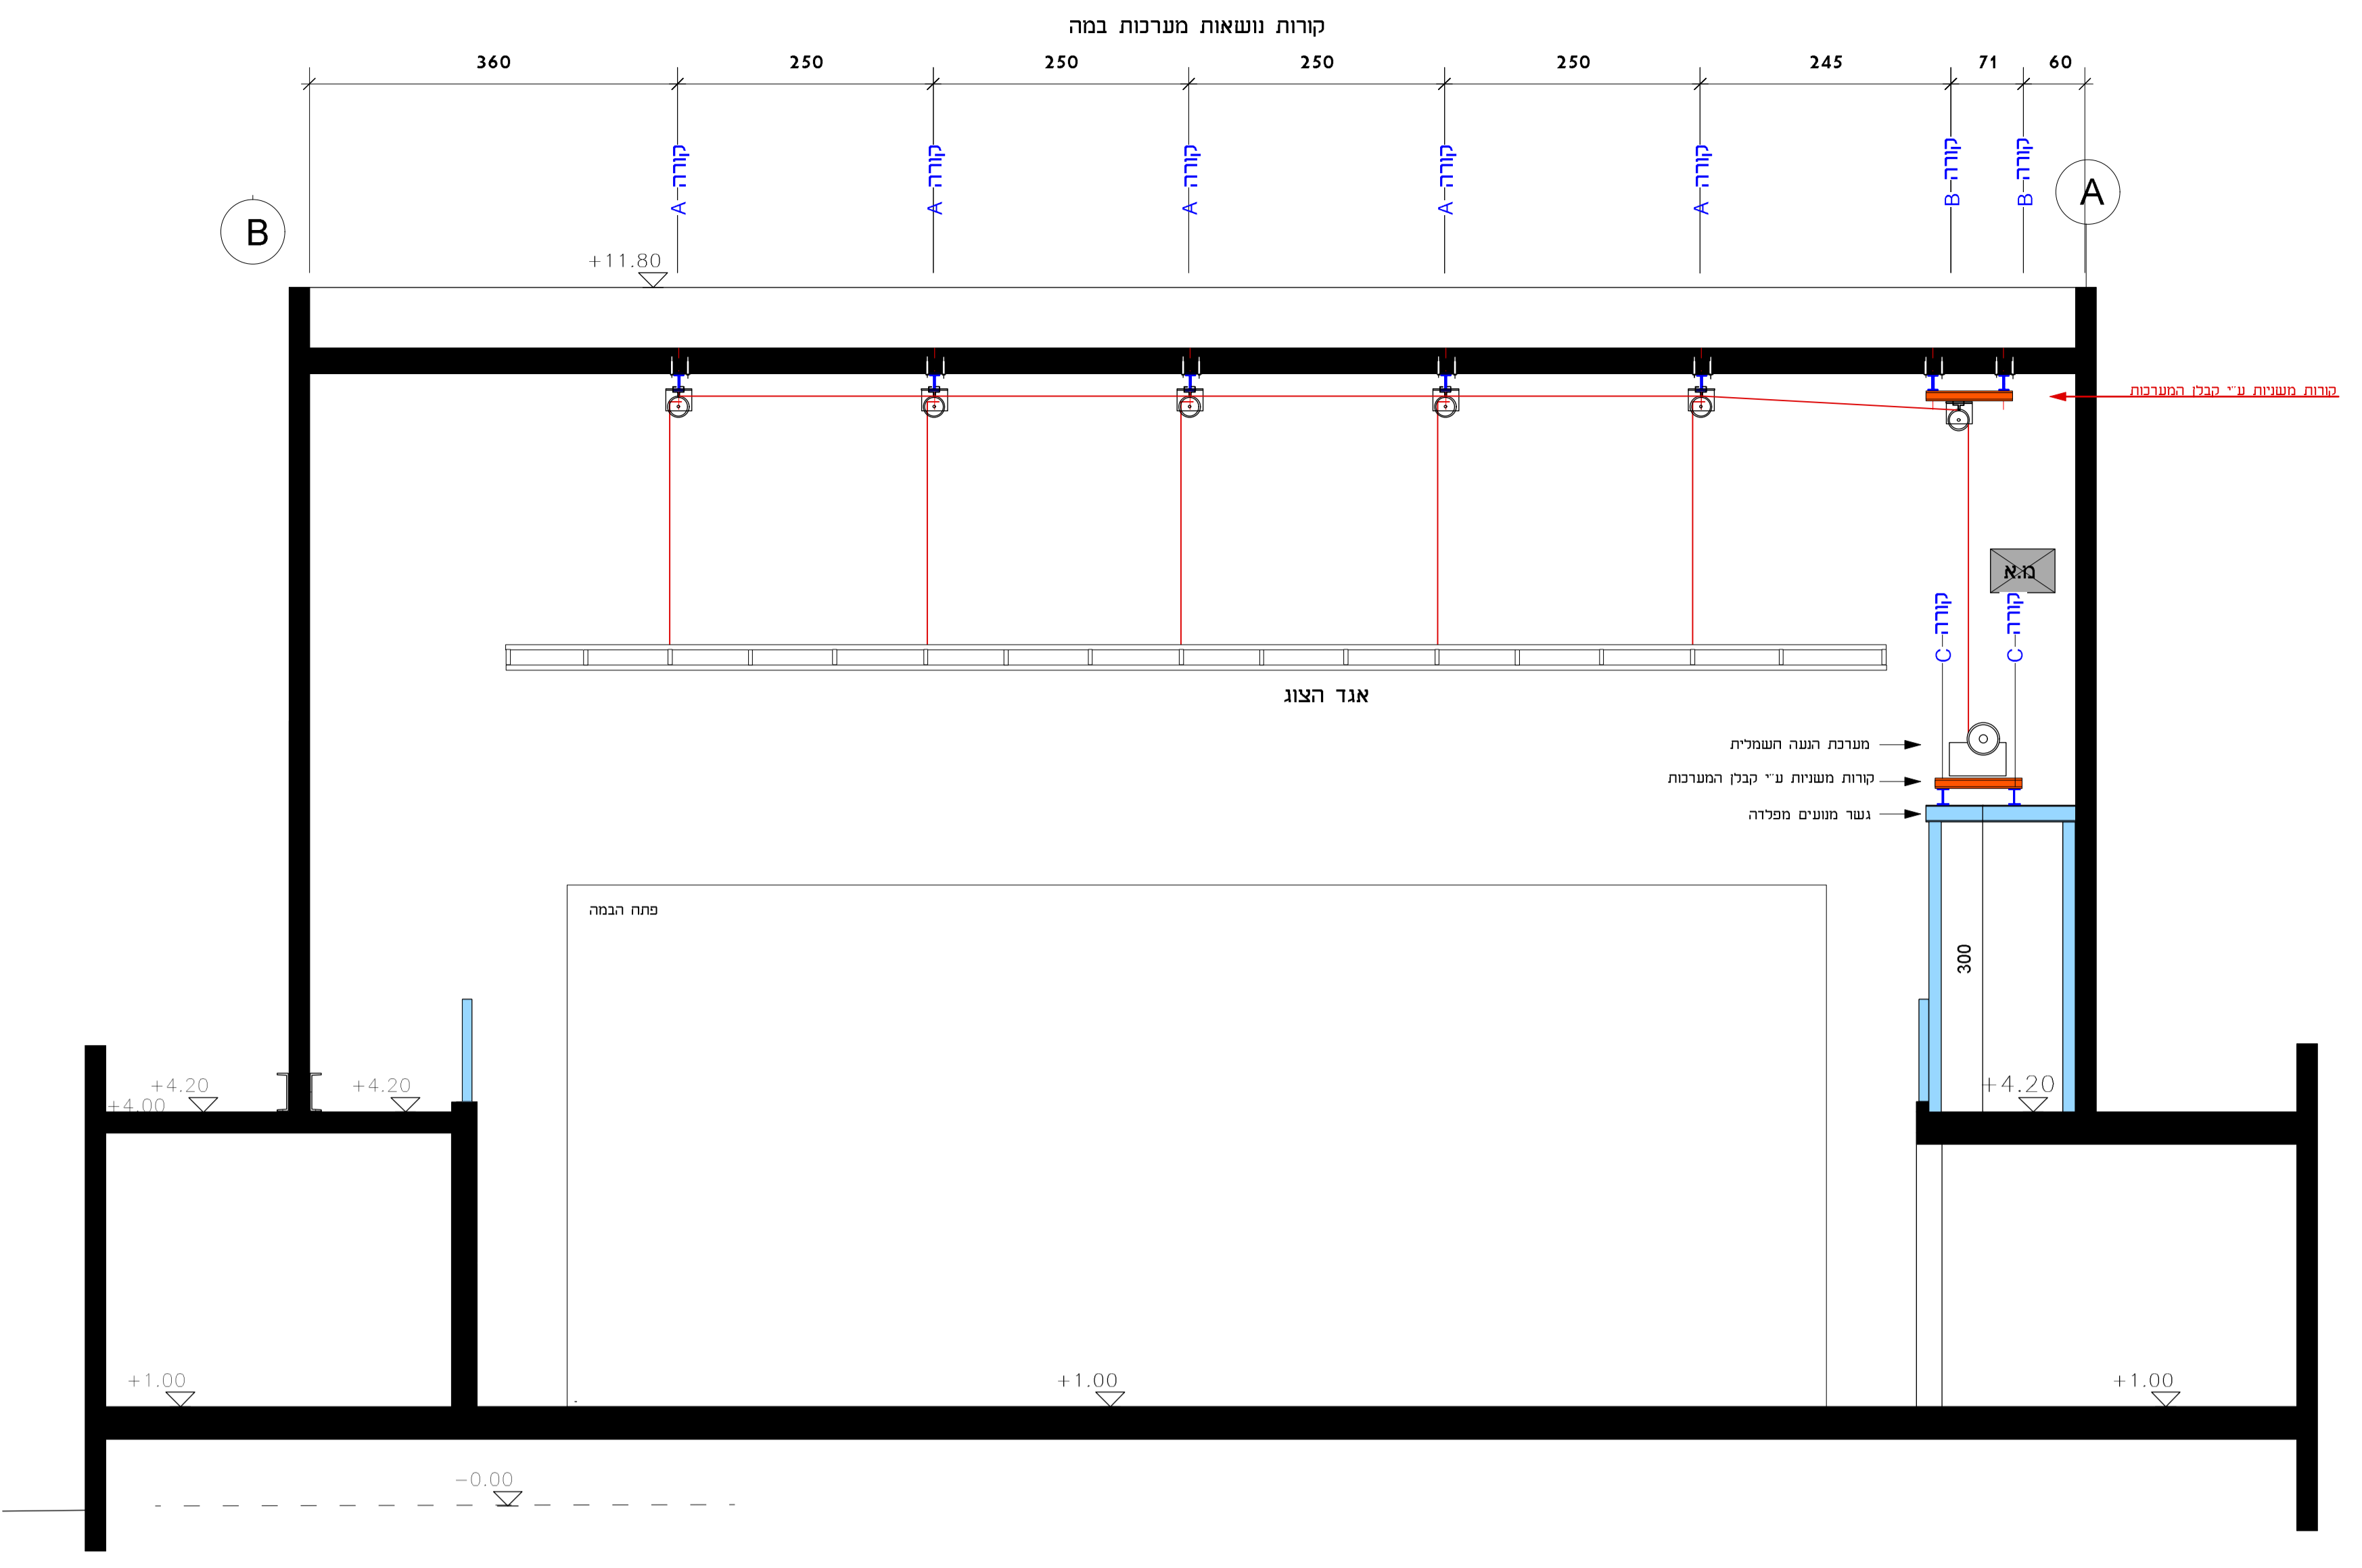 קורות נושאות מערכות במה
360 250 250 250 250 245 71 60
קורה A
קורה A
קורה A
קורה A
קורה A
קורה B
קורה B
B
A
+11.80
קורות משניות ע״י קבלן המערכות
מ.א
קורה C
קורה C
אגד הצוג
מערכת הנעה חשמלית
קורות משניות ע״י קבלן המערכות
גשר מנועים מפלדה
פתח הבמה
300
+4.20
+4.20
+4.20
+4.00
+1.00
+1.00
+1.00
-0.00